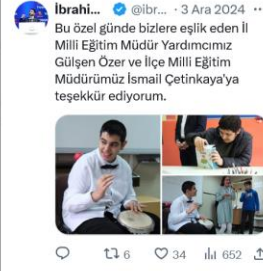 İbrahi... @ibr... · 3 Ara 2024
Bu özel günde bizlere eşlik eden İl
Milli Eğitim Müdür Yardımcımız
Gülşen Özer ve İlçe Milli Eğitim
Müdürümüz İsmail Çetinkaya'ya
teşekkür ediyorum.
6 34 652